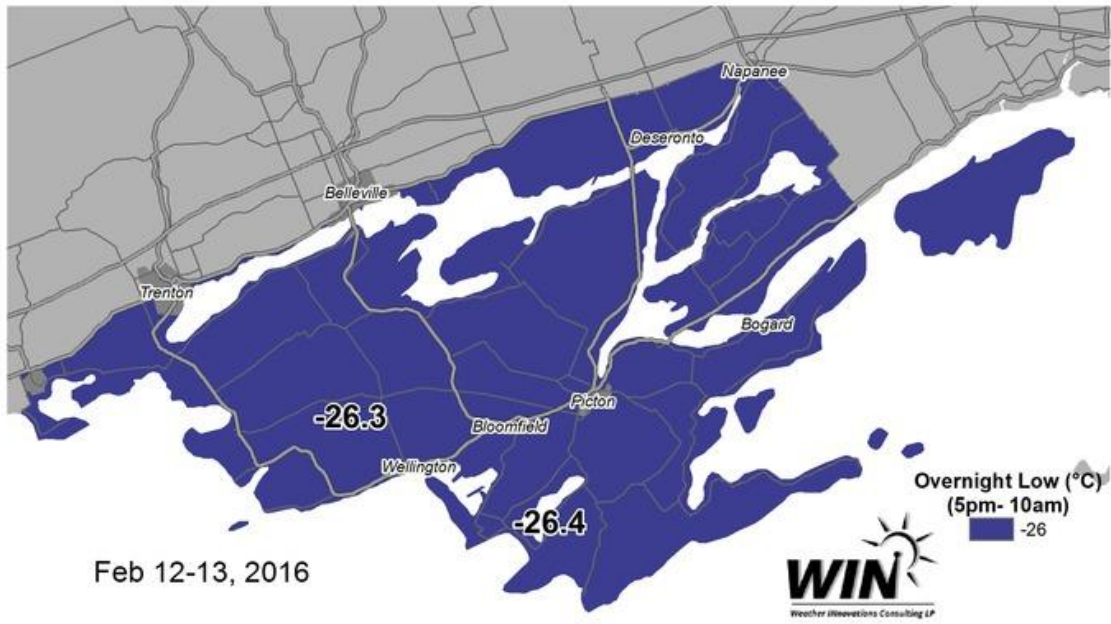 Napanee
Deseronto
Belleville
Trenton
Bogard
Picton
-26.3
Bloomfield
Wellington
-26.4
Overnight Low (°C)
(5pm- 10am)
-26
Feb 12-13, 2016
WIN
Weather INnovations Consulting LP